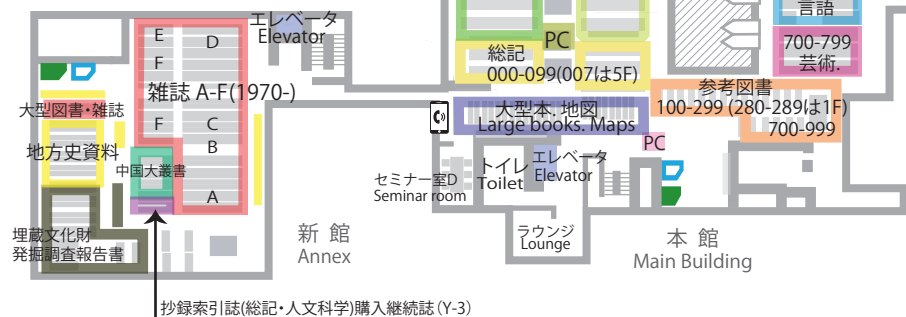 エレベータ
Elevator
E
D
F
F
雑誌 A-F(1970-)
C
B
A
大型図書・雑誌
地方史資料
中国大叢書
埋蔵文化財
発掘調査報告書
新 館
Annex
抄録索引誌(総記・人文科学)購入継続誌(Y-3)
PC
総記
000-099(007は5F)
言語
700-799
芸術.
参考図書
100-299 (280-289は1F)
700-999
大型本. 地図
Large books. Maps
PC
セミナー室D
Seminar room
トイレ
Toilet
エレベータ
Elevator
ラウンジ
Lounge
本 館
Main Building